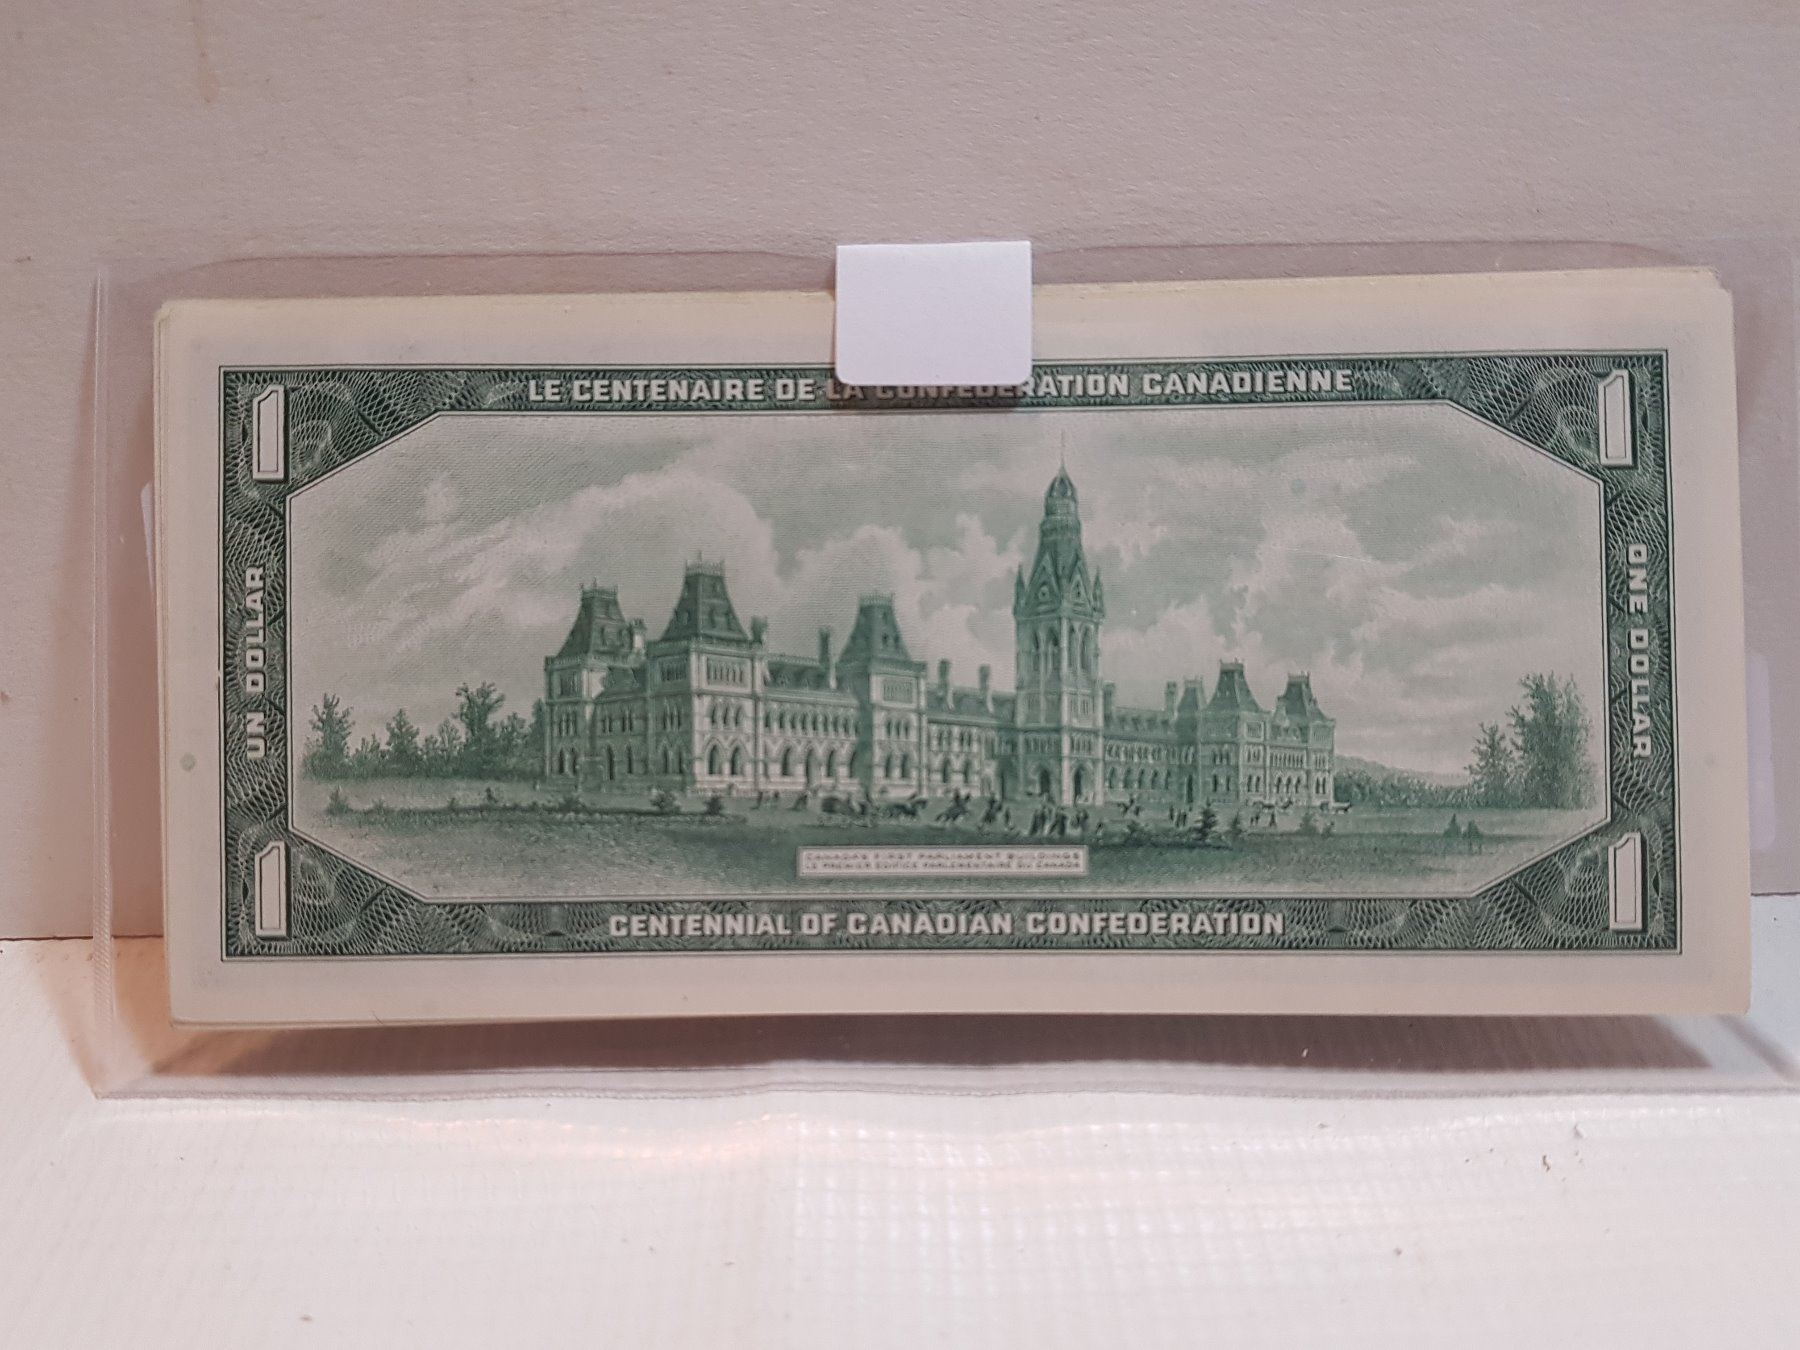 LE CENTENAIRE DE LA CONFEDERATION CANADIENNE
1
1
UN DOLLAR
ONE DOLLAR
CANADA'S FIRST PARLIAMENT BUILDINGS
LE PREMIER EDIFICE PARLEMENTAIRE DU CANADA
1
1
CENTENNIAL OF CANADIAN CONFEDERATION